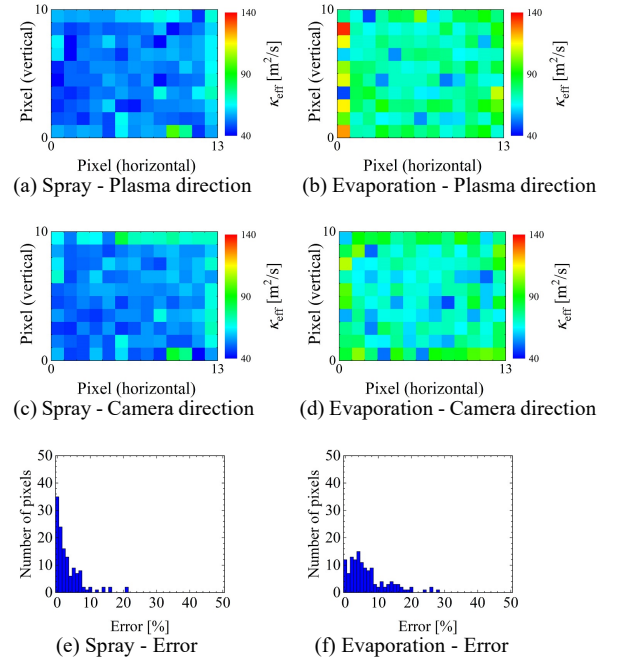 10
Pixel (vertical)
0
0
13
Pixel (horizontal)
140
90
40
κeff [m²/s]
(a) Spray - Plasma direction
10
Pixel (vertical)
0
0
13
Pixel (horizontal)
140
90
40
κeff [m²/s]
(b) Evaporation - Plasma direction
10
Pixel (vertical)
0
0
13
Pixel (horizontal)
140
90
40
κeff [m²/s]
(c) Spray - Camera direction
10
Pixel (vertical)
0
0
13
Pixel (horizontal)
140
90
40
κeff [m²/s]
(d) Evaporation - Camera direction
50
40
30
20
10
0
Number of pixels
0 10 20 30 40 50
Error [%]
(e) Spray - Error
50
40
30
20
10
0
Number of pixels
0 10 20 30 40 50
Error [%]
(f) Evaporation - Error